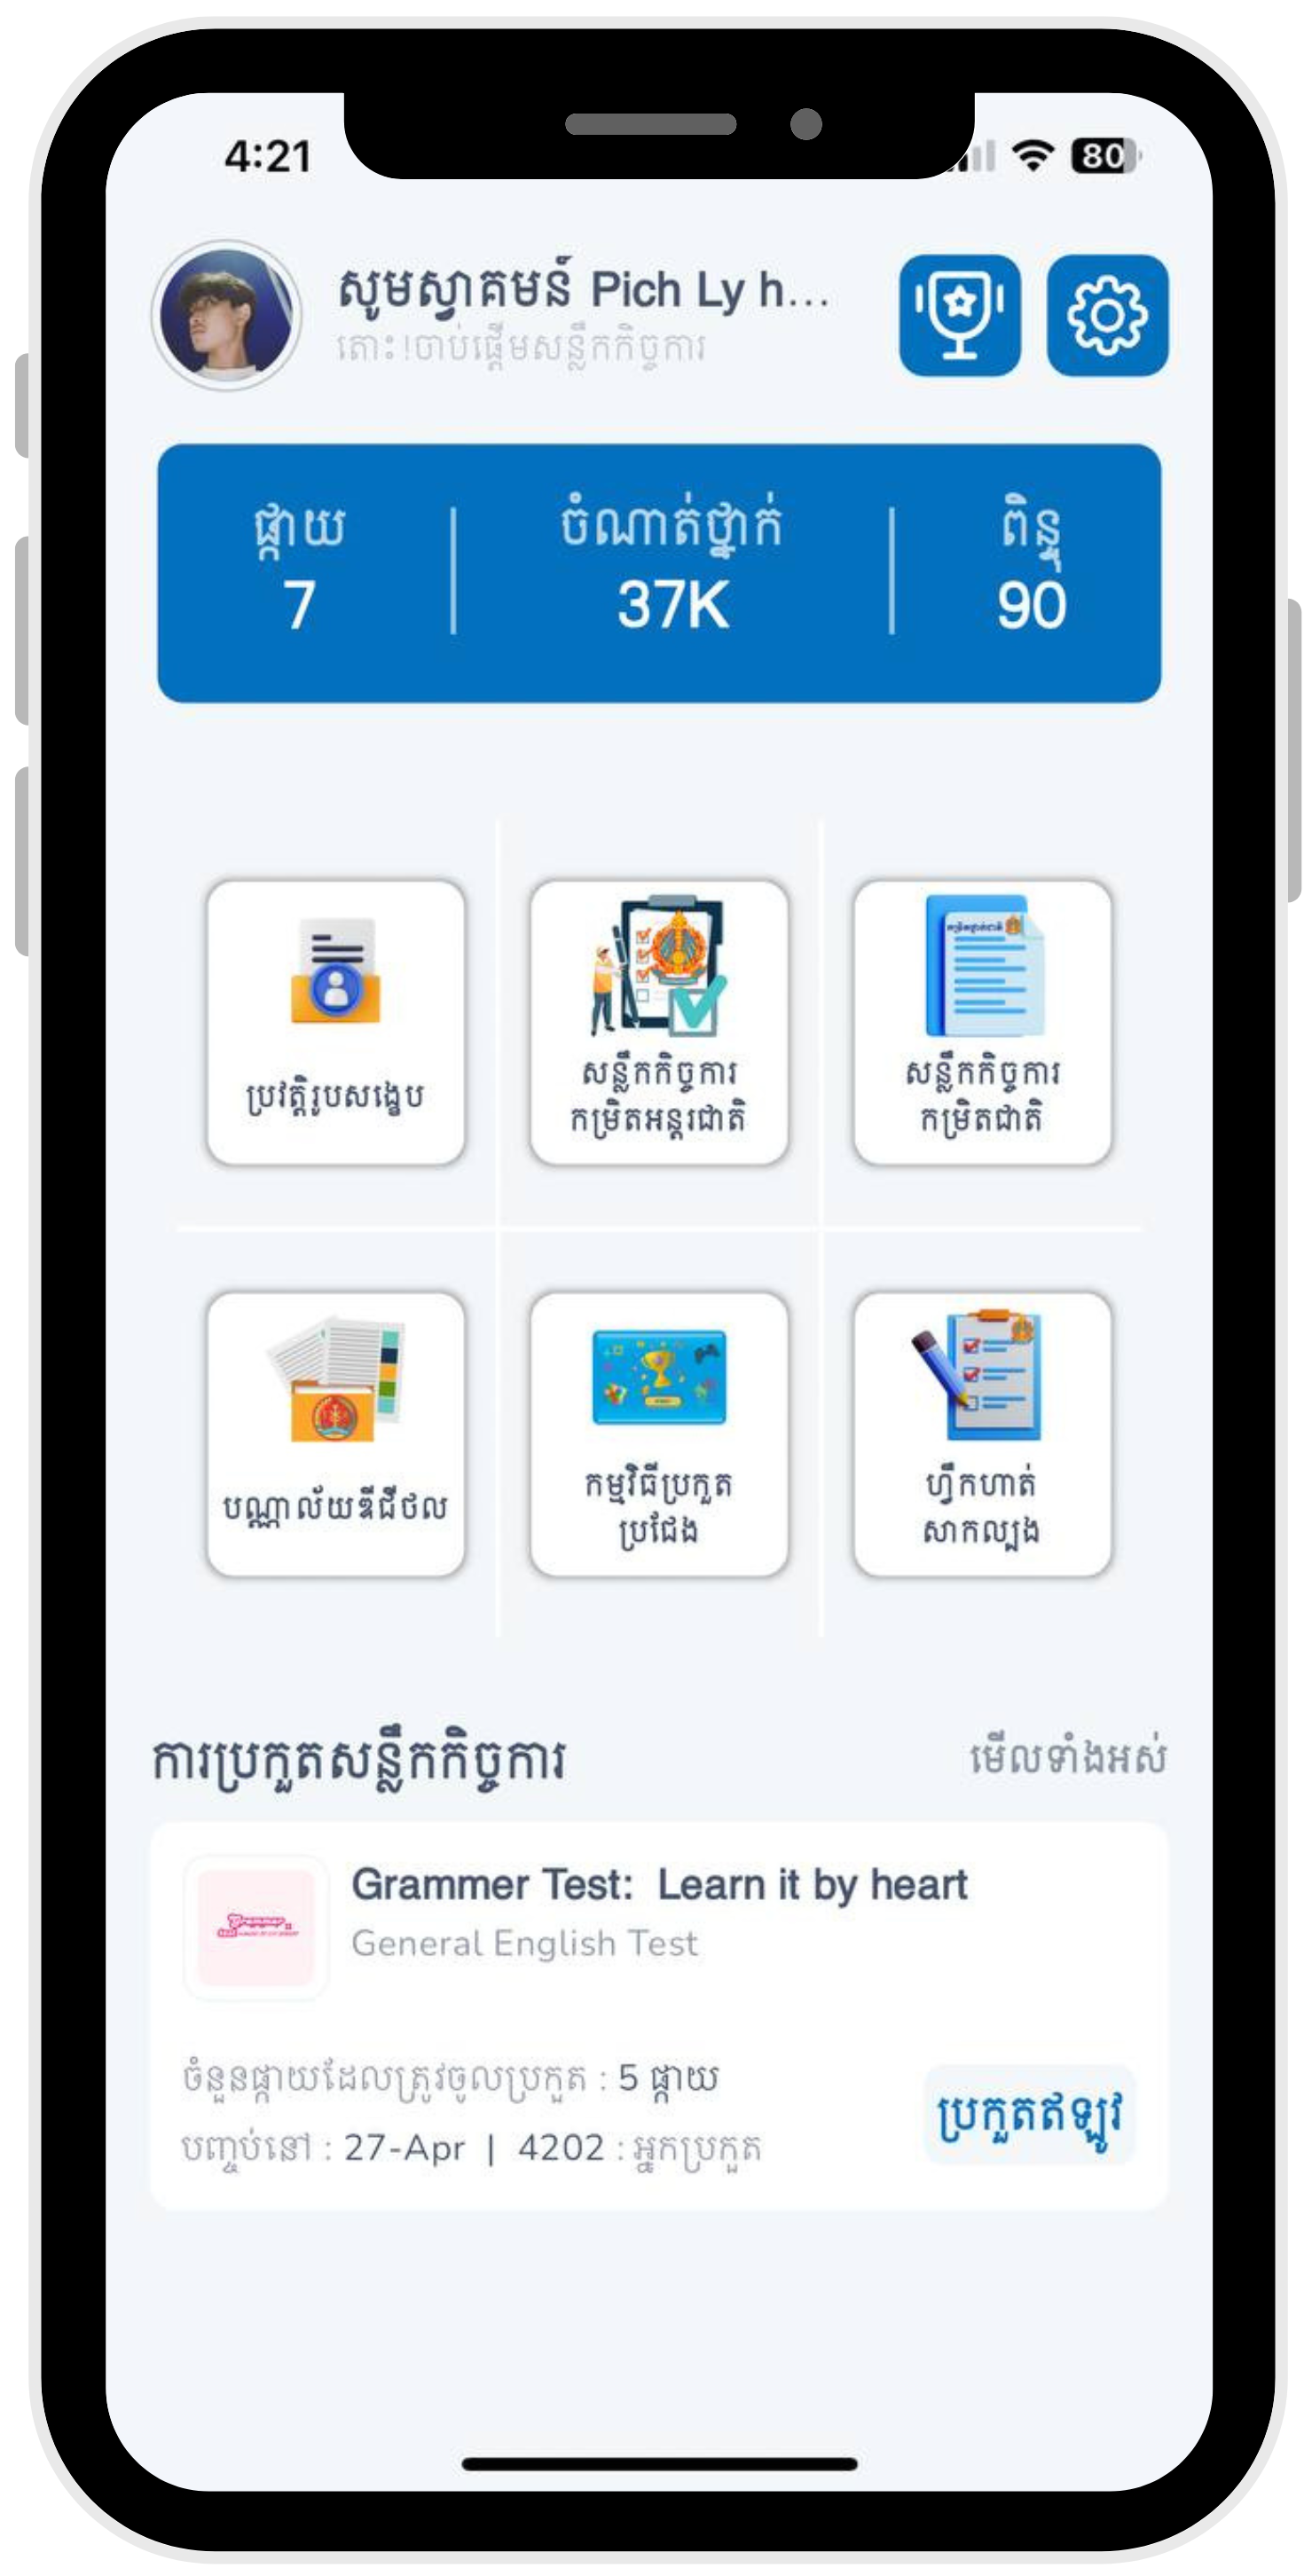 4:21
80
សូមស្វាគមន៍ Pich Ly h...
តោះ!ចាប់ផ្តើមសន្លឹកកិច្ចការ
ផ្កាយ
ចំណាត់ថ្នាក់
ពិន្ទុ
7
37K
90
ប្រវត្តិរូបសង្ខេប
សន្លឹកកិច្ចការ
កម្រិតអន្តរជាតិ
សន្លឹកកិច្ចការ
កម្រិតជាតិ
បណ្ណាល័យឌីជីថល
កម្មវិធីប្រកួត
ប្រជែង
ហ្វឹកហាត់
សាកល្បង
ការប្រកួតសន្លឹកកិច្ចការ
មើលទាំងអស់
Grammer Test: Learn it by heart
General English Test
ចំនួនផ្កាយដែលត្រូវចូលប្រកួត : 5 ផ្កាយ
បញ្ចប់នៅ : 27-Apr | 4202 : អ្នកប្រកួត
ប្រកួតឥឡូវ